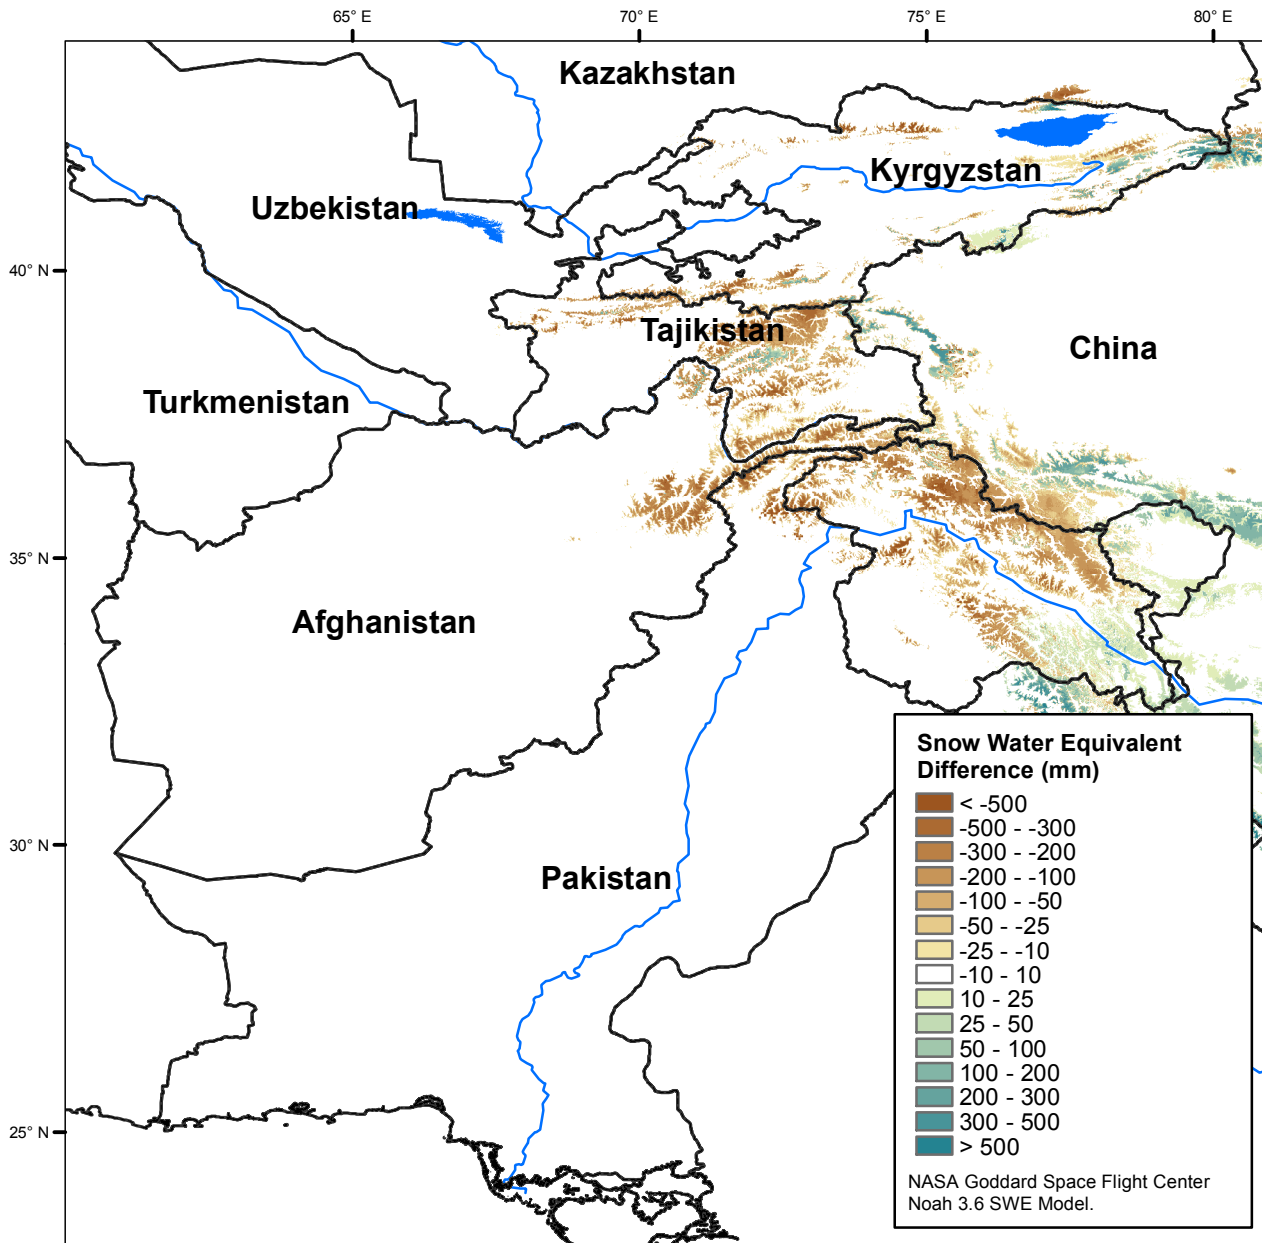 65° E
70° E
75° E
80° E
Kazakhstan
Kyrgyzstan
Uzbekistan
40° N
Tajikistan
China
Turkmenistan
35° N
Afghanistan
30° N
Pakistan
25° N
Snow Water Equivalent
Difference (mm)
< -500
-500 - -300
-300 - -200
-200 - -100
-100 - -50
-50 - -25
-25 - -10
-10 - 10
10 - 25
25 - 50
50 - 100
100 - 200
200 - 300
300 - 500
> 500
NASA Goddard Space Flight Center
Noah 3.6 SWE Model.